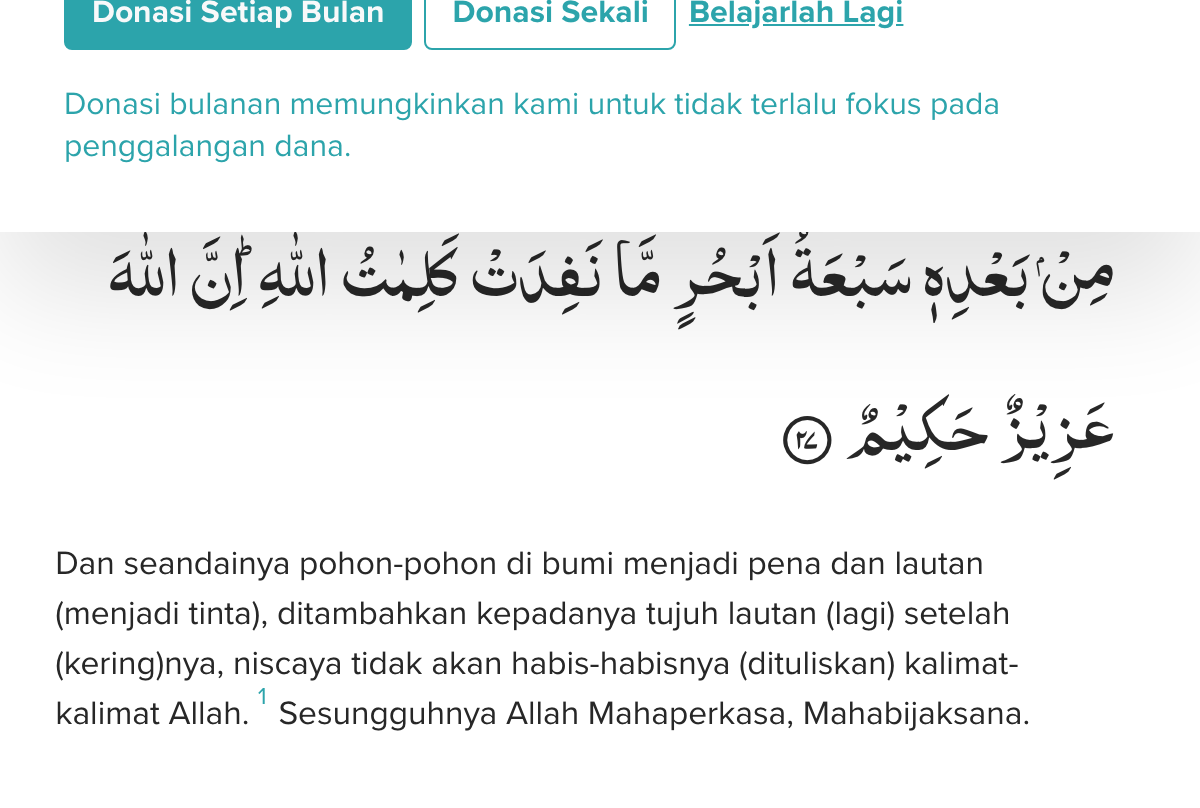 Donasi Setiap Bulan Donasi Sekali Belajarlah Lagi
Donasi bulanan memungkinkan kami untuk tidak terlalu fokus pada
penggalangan dana.
مِنْۢ بَعْدِهٖ سَبْعَةُ اَبْحُرٍ مَّا نَفِدَتْ كَلِمٰتُ اللّٰهِ ؕاِنَّ اللّٰهَ
عَزِيْزٌ حَكِيْمٌ ٢٧
Dan seandainya pohon-pohon di bumi menjadi pena dan lautan
(menjadi tinta), ditambahkan kepadanya tujuh lautan (lagi) setelah
(kering)nya, niscaya tidak akan habis-habisnya (dituliskan) kalimat-
kalimat Allah. 1 Sesungguhnya Allah Mahaperkasa, Mahabijaksana.